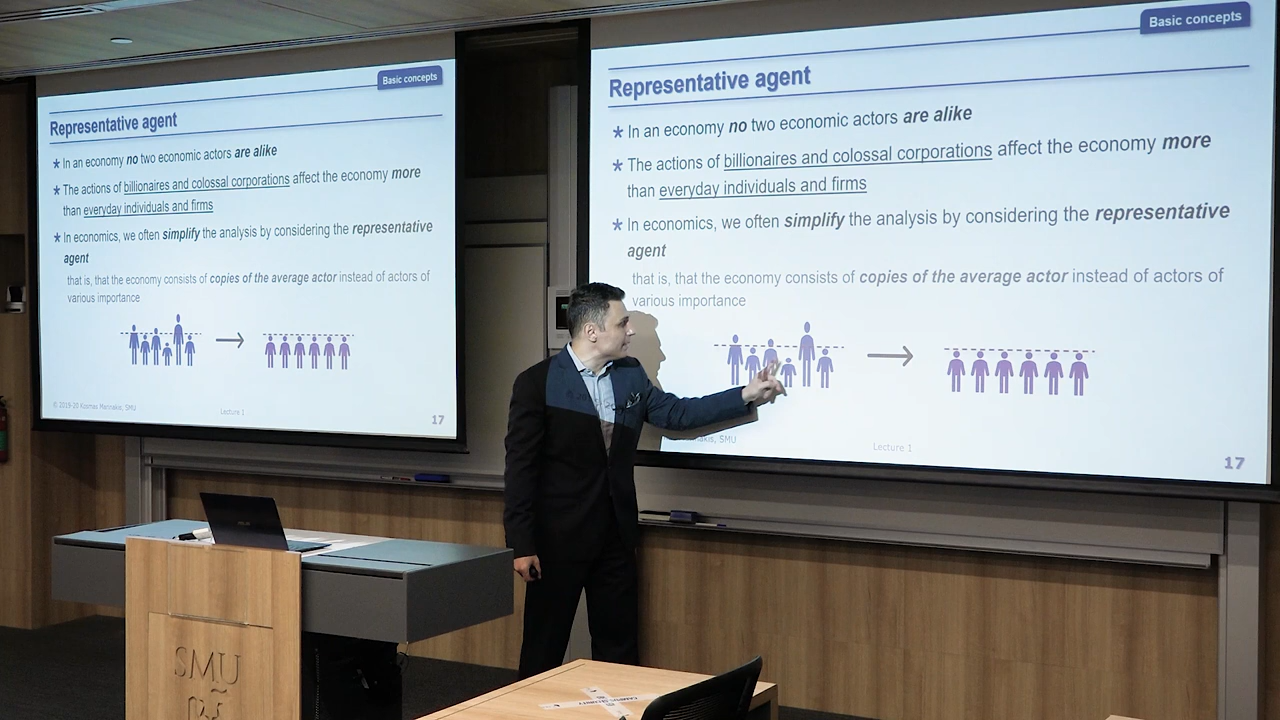 Basic concepts
Representative agent
* In an economy no two economic actors are alike
* The actions of billionaires and colossal corporations affect the economy more
than everyday individuals and firms
* In economics, we often simplify the analysis by considering the representative
agent
that is, that the economy consists of copies of the average actor instead of actors of
various importance
© 2019-20 Kosmas Marinakis, SMU
Lecture 1
17
Basic concepts
Representative agent
* In an economy no two economic actors are alike
* The actions of billionaires and colossal corporations affect the economy more
than everyday individuals and firms
* In economics, we often simplify the analysis by considering the representative
agent
that is, that the economy consists of copies of the average actor instead of actors of
various importance
SMU
Lecture 1
17
SMU
CAMPUS SECURITY